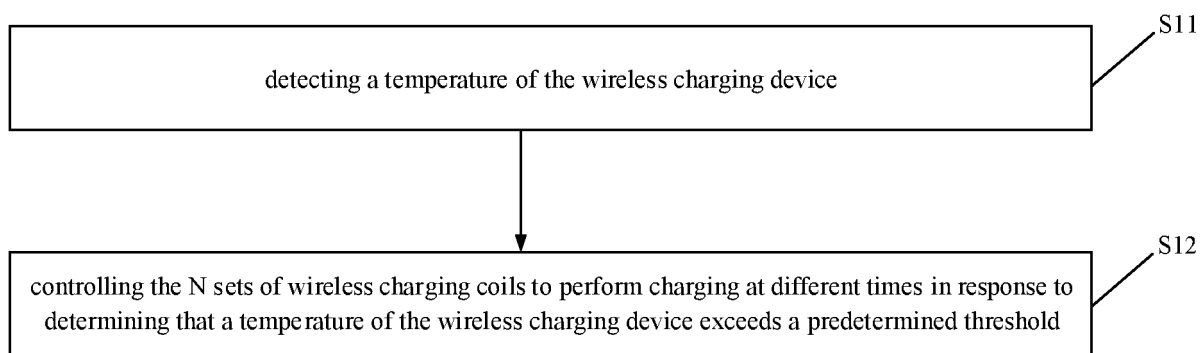 S11
detecting a temperature of the wireless charging device
S12
controlling the N sets of wireless charging coils to perform charging at different times in response to
determining that a temperature of the wireless charging device exceeds a predetermined threshold